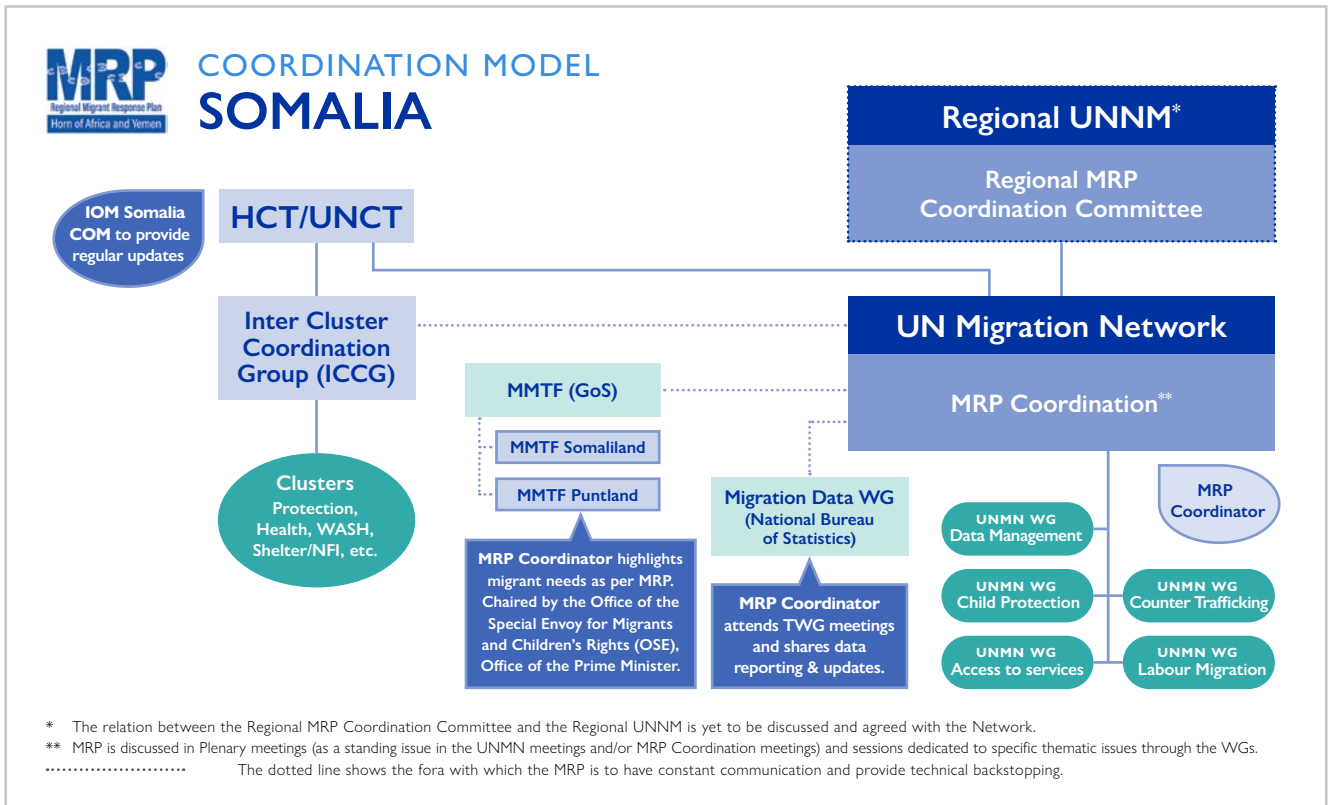 MRP
Regional Migrant Response Plan
Horn of Africa and Yemen
COORDINATION MODEL
SOMALIA
Regional UNNM*
Regional MRP
Coordination Committee
IOM Somalia
COM to provide
regular updates
HCT/UNCT
Inter Cluster
Coordination
Group (ICCG)
UN Migration Network
MRP Coordination**
MMTF (GoS)
MMTF Somaliland
MMTF Puntland
Clusters
Protection,
Health, WASH,
Shelter/NFI, etc.
Migration Data WG
(National Bureau
of Statistics)
MRP
Coordinator
MRP Coordinator highlights
migrant needs as per MRP.
Chaired by the Office of the
Special Envoy for Migrants
and Children's Rights (OSE),
Office of the Prime Minister.
MRP Coordinator
attends TWG meetings
and shares data
reporting & updates.
UNMN WG
Data Management
UNMN WG
Child Protection
UNMN WG
Counter Trafficking
UNMN WG
Access to services
UNMN WG
Labour Migration
* The relation between the Regional MRP Coordination Committee and the Regional UNNM is yet to be discussed and agreed with the Network.
** MRP is discussed in Plenary meetings (as a standing issue in the UNMN meetings and/or MRP Coordination meetings) and sessions dedicated to specific thematic issues through the WGs.
The dotted line shows the fora with which the MRP is to have constant communication and provide technical backstopping.